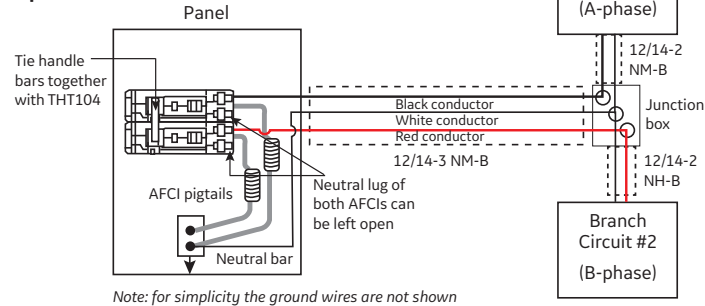 Panel
(A-phase)
12/14-2
NM-B
Tie handle
bars together
with THT104
Black conductor
White conductor
Red conductor
Junction
box
12/14-3 NM-B
12/14-2
NH-B
AFCI pigtails
Neutral lug of
both AFCIs can
be left open
Branch
Circuit #2
(B-phase)
Neutral bar
Note: for simplicity the ground wires are not shown